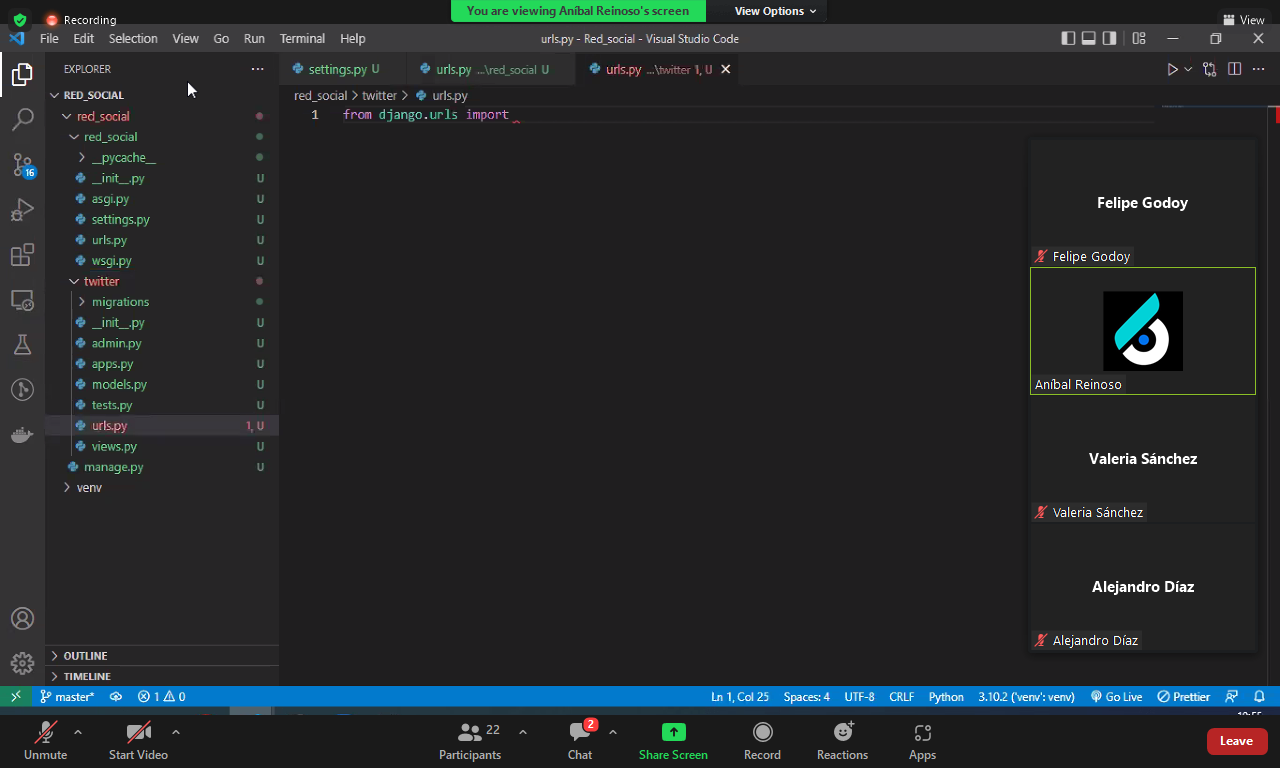 Recording
You are viewing Aníbal Reinoso's screen
View Options
View
File Edit Selection View Go Run Terminal Help
urls.py - Red_social - Visual Studio Code
EXPLORER
settings.py U
urls.py ...\red_social U
urls.py ...\twitter 1, U
RED_SOCIAL
red_social > twitter > urls.py
red_social
1 from django.urls import
red_social
__pycache__
__init__.py U
asgi.py U
settings.py U
urls.py U
wsgi.py U
twitter
migrations
__init__.py U
admin.py U
apps.py U
models.py U
tests.py U
urls.py 1, U
views.py U
manage.py U
venv
16
Felipe Godoy
Felipe Godoy
Aníbal Reinoso
Valeria Sánchez
Valeria Sánchez
Alejandro Díaz
Alejandro Díaz
OUTLINE
TIMELINE
master* 1 0 Ln 1, Col 25 Spaces: 4 UTF-8 CRLF Python 3.10.2 ('venv': venv) Go Live Prettier
Unmute
Start Video
22
Participants
2
Chat
Share Screen
Record
Reactions
Apps
Leave